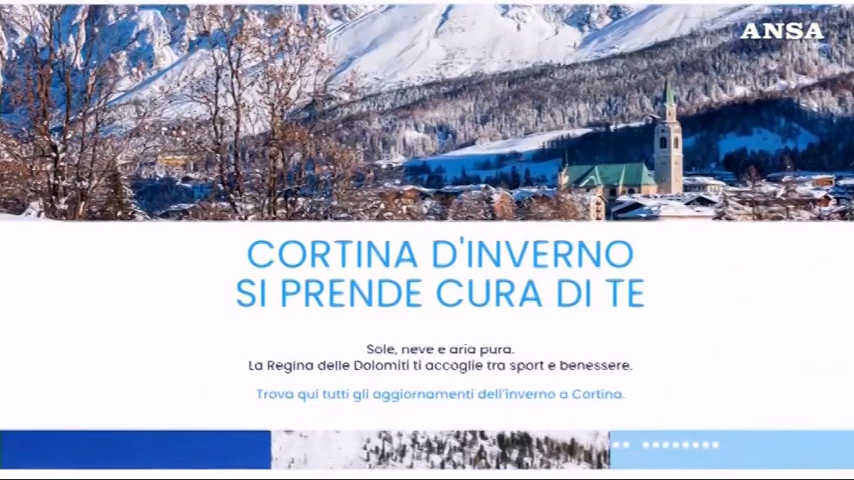 ANSA
CORTINA D'INVERNO
SI PRENDE CURA DI TE
Sole, neve e aria pura.
La Regina delle Dolomiti ti accoglie tra sport e benessere.
Trova qui tutti gli aggiornamenti dell'inverno a Cortina.